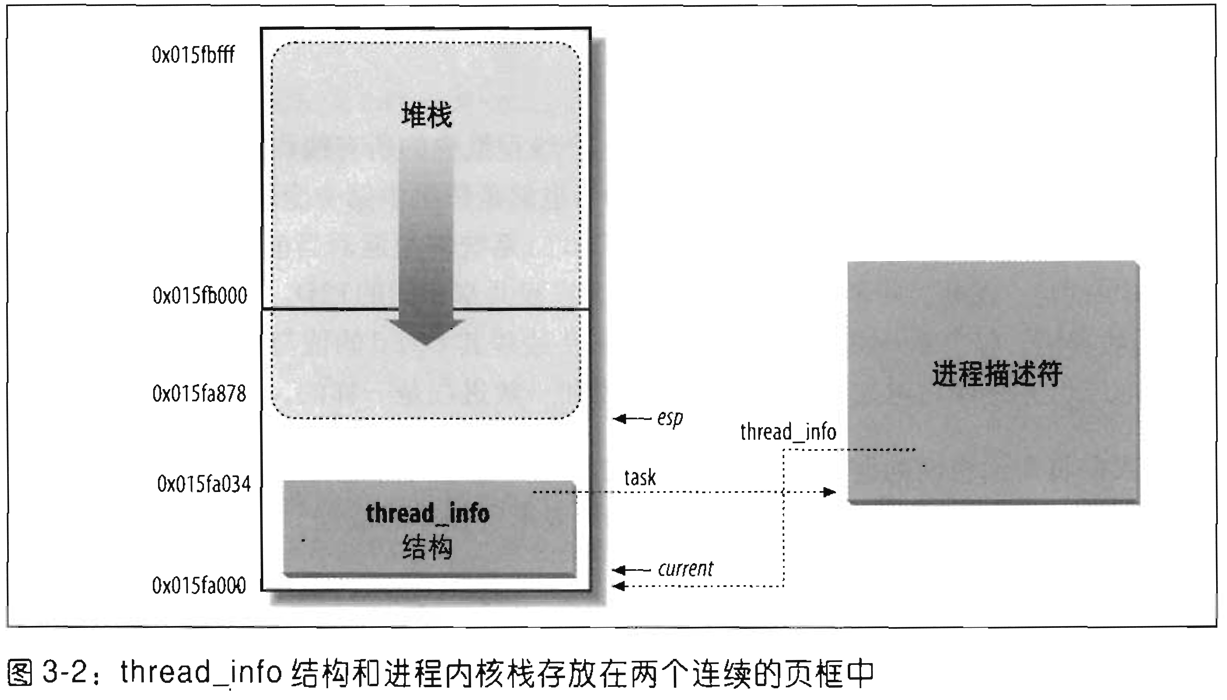 0x015fbfff
堆栈
0x015fb000
0x015fa878
esp
进程描述符
thread_info
0x015fa034
task
thread_info
结构
current
0x015fa000
图 3-2：thread_info 结构和进程内核栈存放在两个连续的页框中